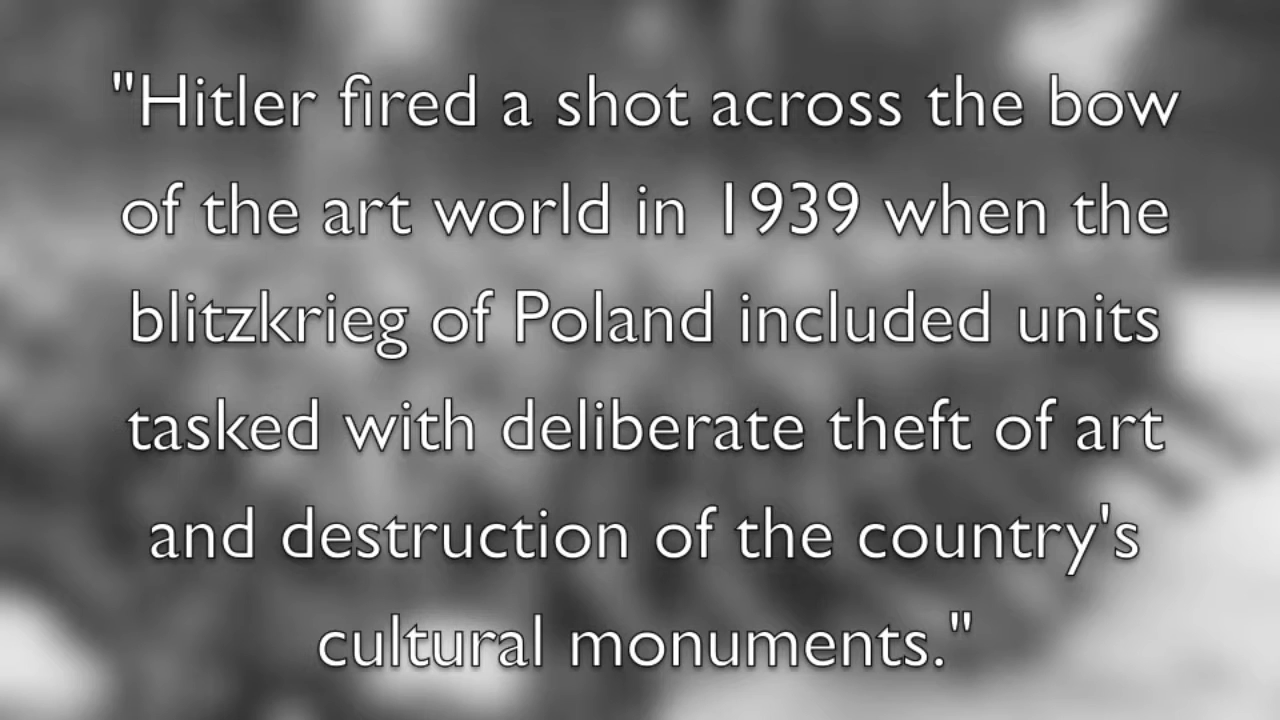 "Hitler fired a shot across the bow
of the art world in 1939 when the
blitzkrieg of Poland included units
tasked with deliberate theft of art
and destruction of the country's
cultural monuments."